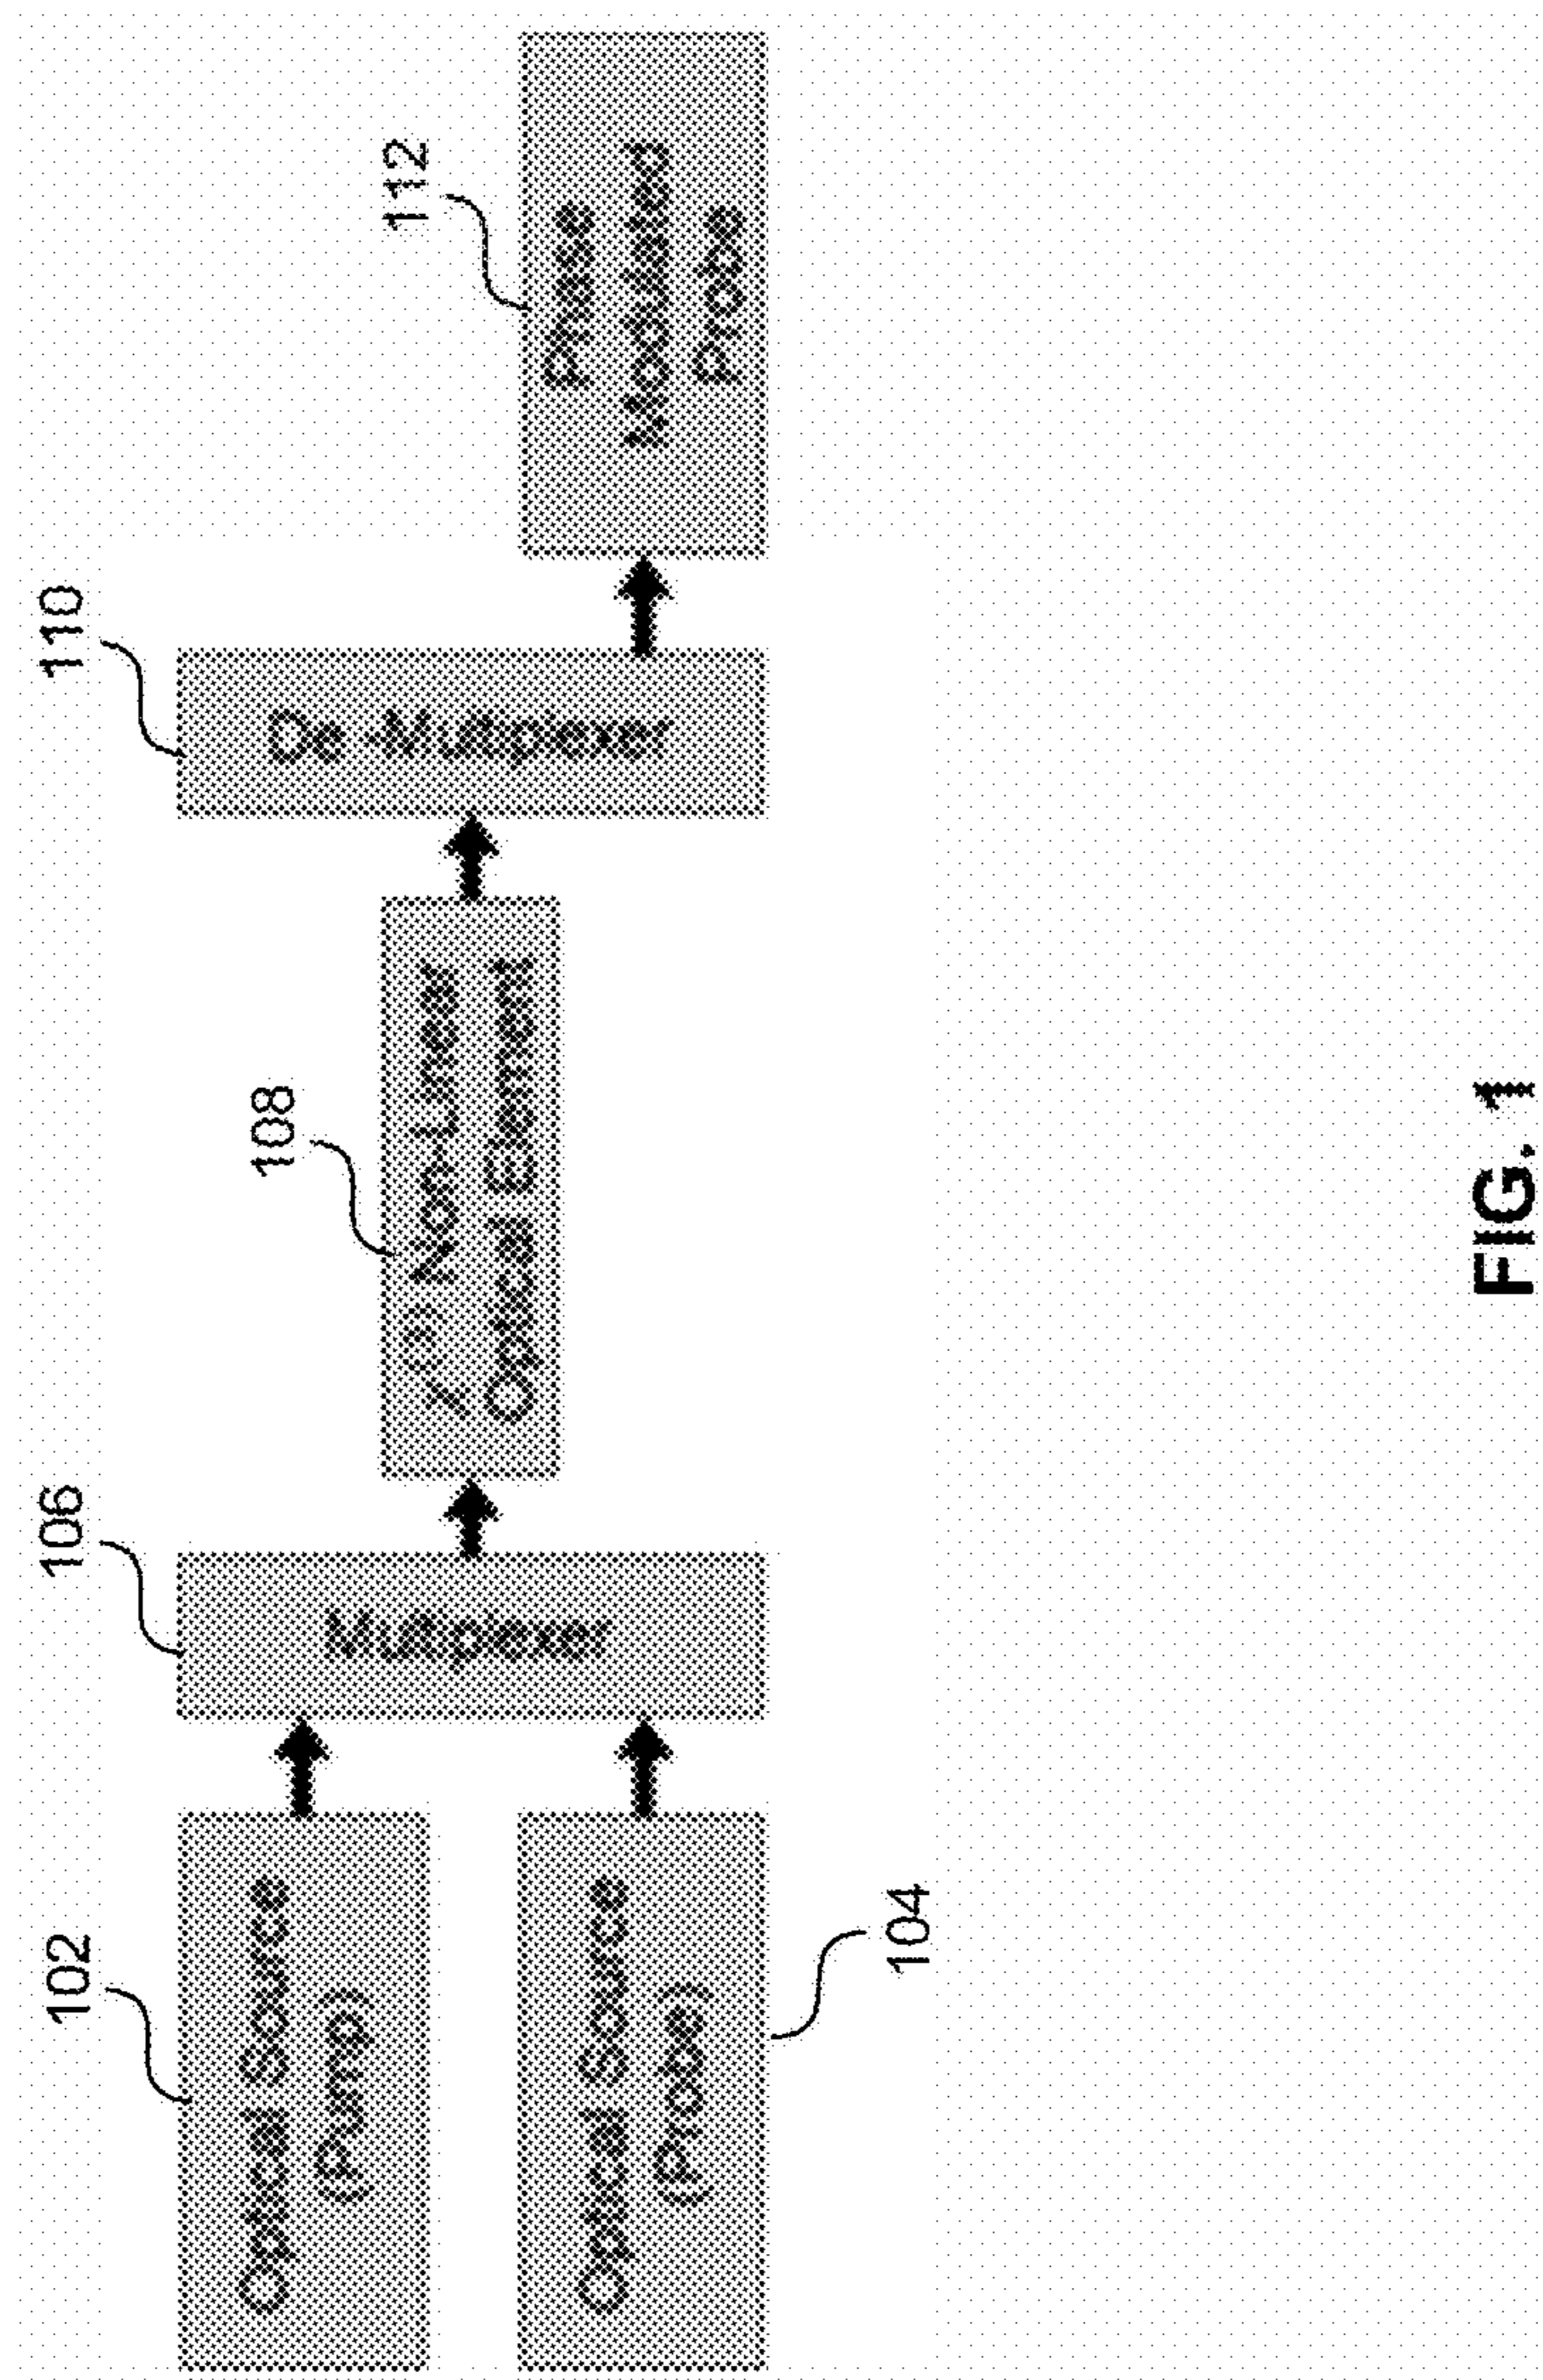 102
Optical Source
(Pump)
Optical Source
(Probe)
104
106
Multiplexer
108
χ (3) Non-Linear
Optical Element
110
De-Multiplexer
112
Phase
Modulated
Probe
FIG. 1